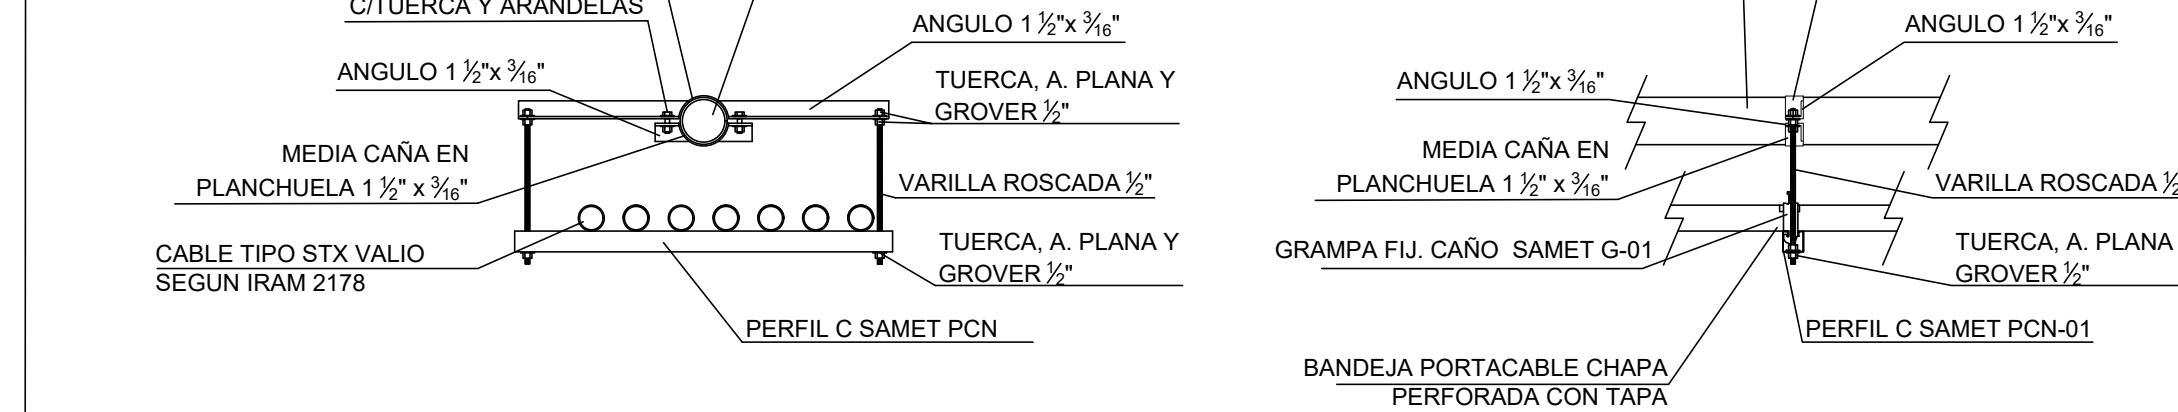 C/TUERCA Y ARANDELAS
ANGULO 1 ½"x 3⁄16"
ANGULO 1 ½"x 3⁄16"
TUERCA, A. PLANA Y
GROVER ½"
MEDIA CAÑA EN
PLANCHUELA 1 ½" x 3⁄16"
VARILLA ROSCADA ½"
CABLE TIPO STX VALIO
SEGUN IRAM 2178
TUERCA, A. PLANA Y
GROVER ½"
PERFIL C SAMET PCN
ANGULO 1 ½"x 3⁄16"
ANGULO 1 ½"x 3⁄16"
MEDIA CAÑA EN
PLANCHUELA 1 ½" x 3⁄16"
VARILLA ROSCADA
GRAMPA FIJ. CAÑO SAMET G-01
TUERCA, A. PLANA
GROVER ½"
PERFIL C SAMET PCN-01
BANDEJA PORTACABLE CHAPA
PERFORADA CON TAPA